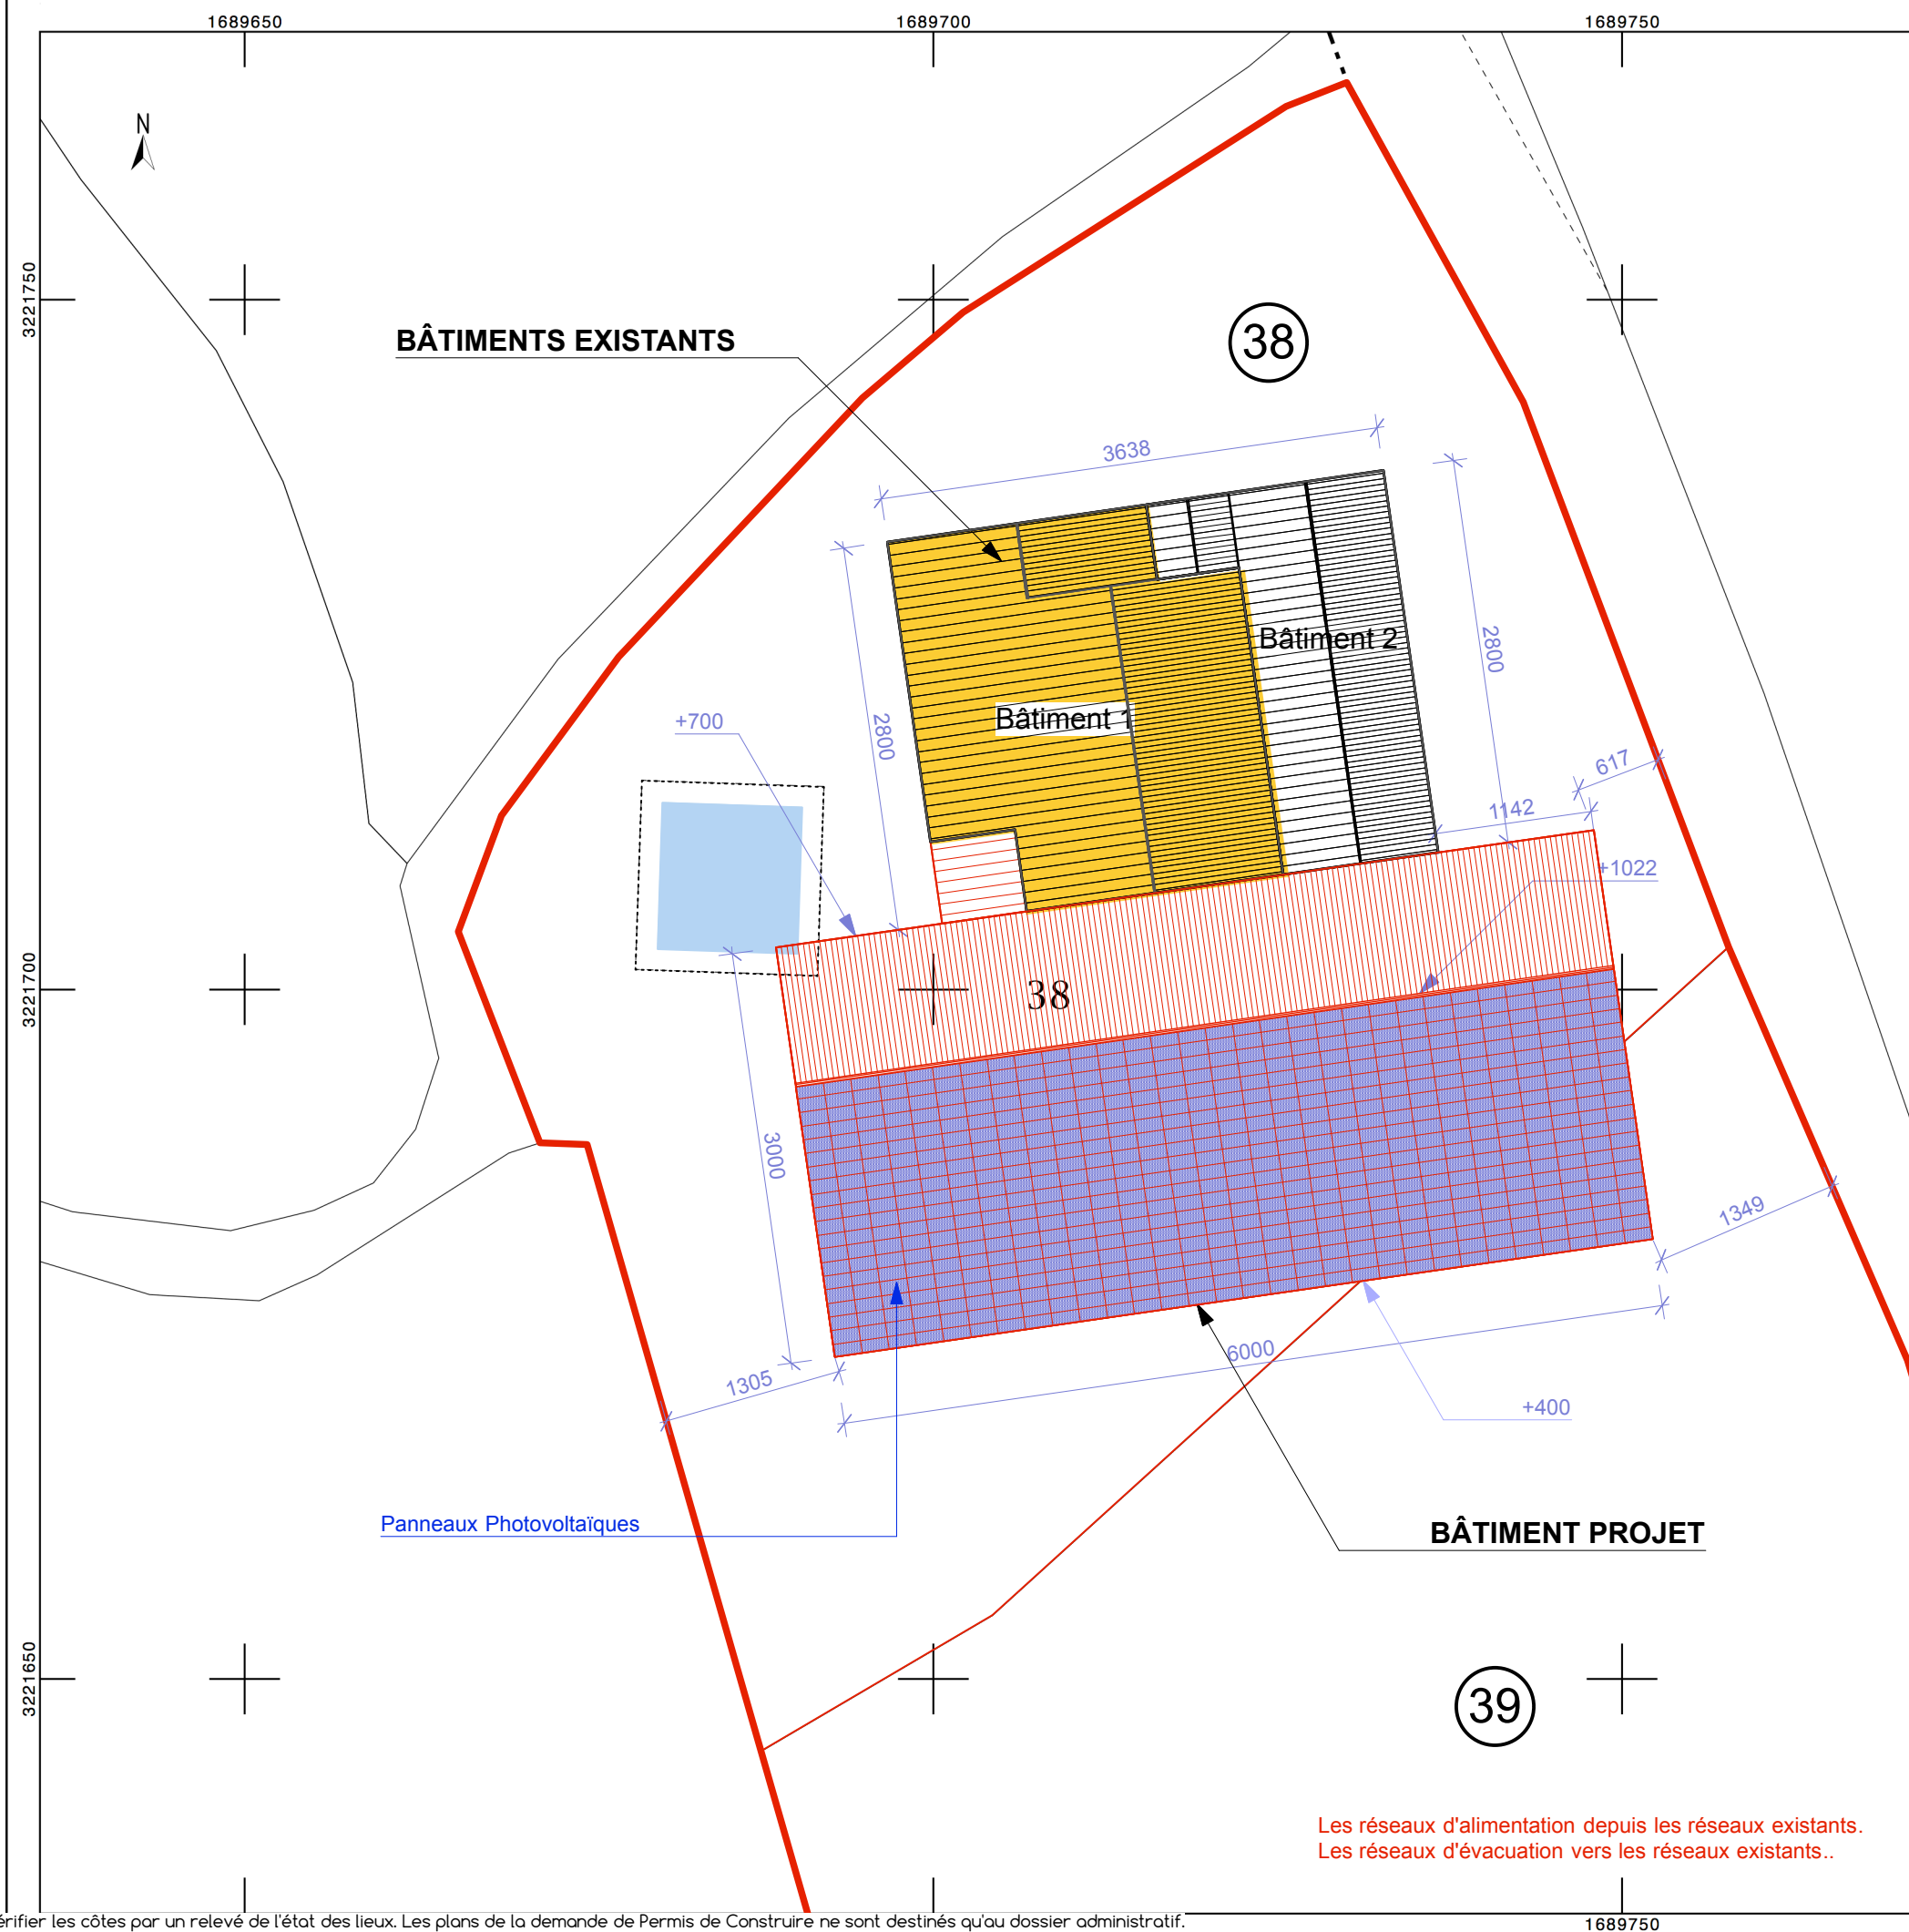 1689650
1689700
1689750
N
3221750
BÂTIMENTS EXISTANTS
38
3638
2800
Bâtiment 2
Bâtiment 1
+700
2800
617
1142
+1022
3221700
38
3000
1349
6000
1305
+400
Panneaux Photovoltaïques
BÂTIMENT PROJET
3221650
39
Les réseaux d'alimentation depuis les réseaux existants.
Les réseaux d'évacuation vers les réseaux existants..
érifier les côtes par un relevé de l'état des lieux. Les plans de la demande de Permis de Construire ne sont destinés qu'au dossier administratif.
1689750